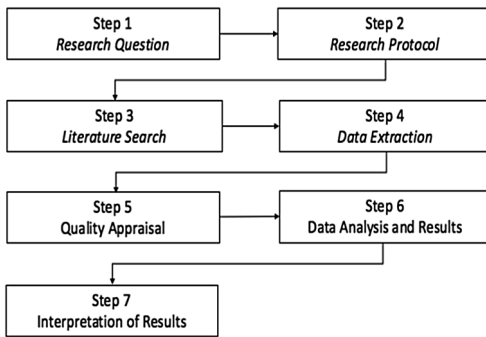 Step 1
Research Question
Step 2
Research Protocol
Step 3
Literature Search
Step 4
Data Extraction
Step 5
Quality Appraisal
Step 6
Data Analysis and Results
Step 7
Interpretation of Results